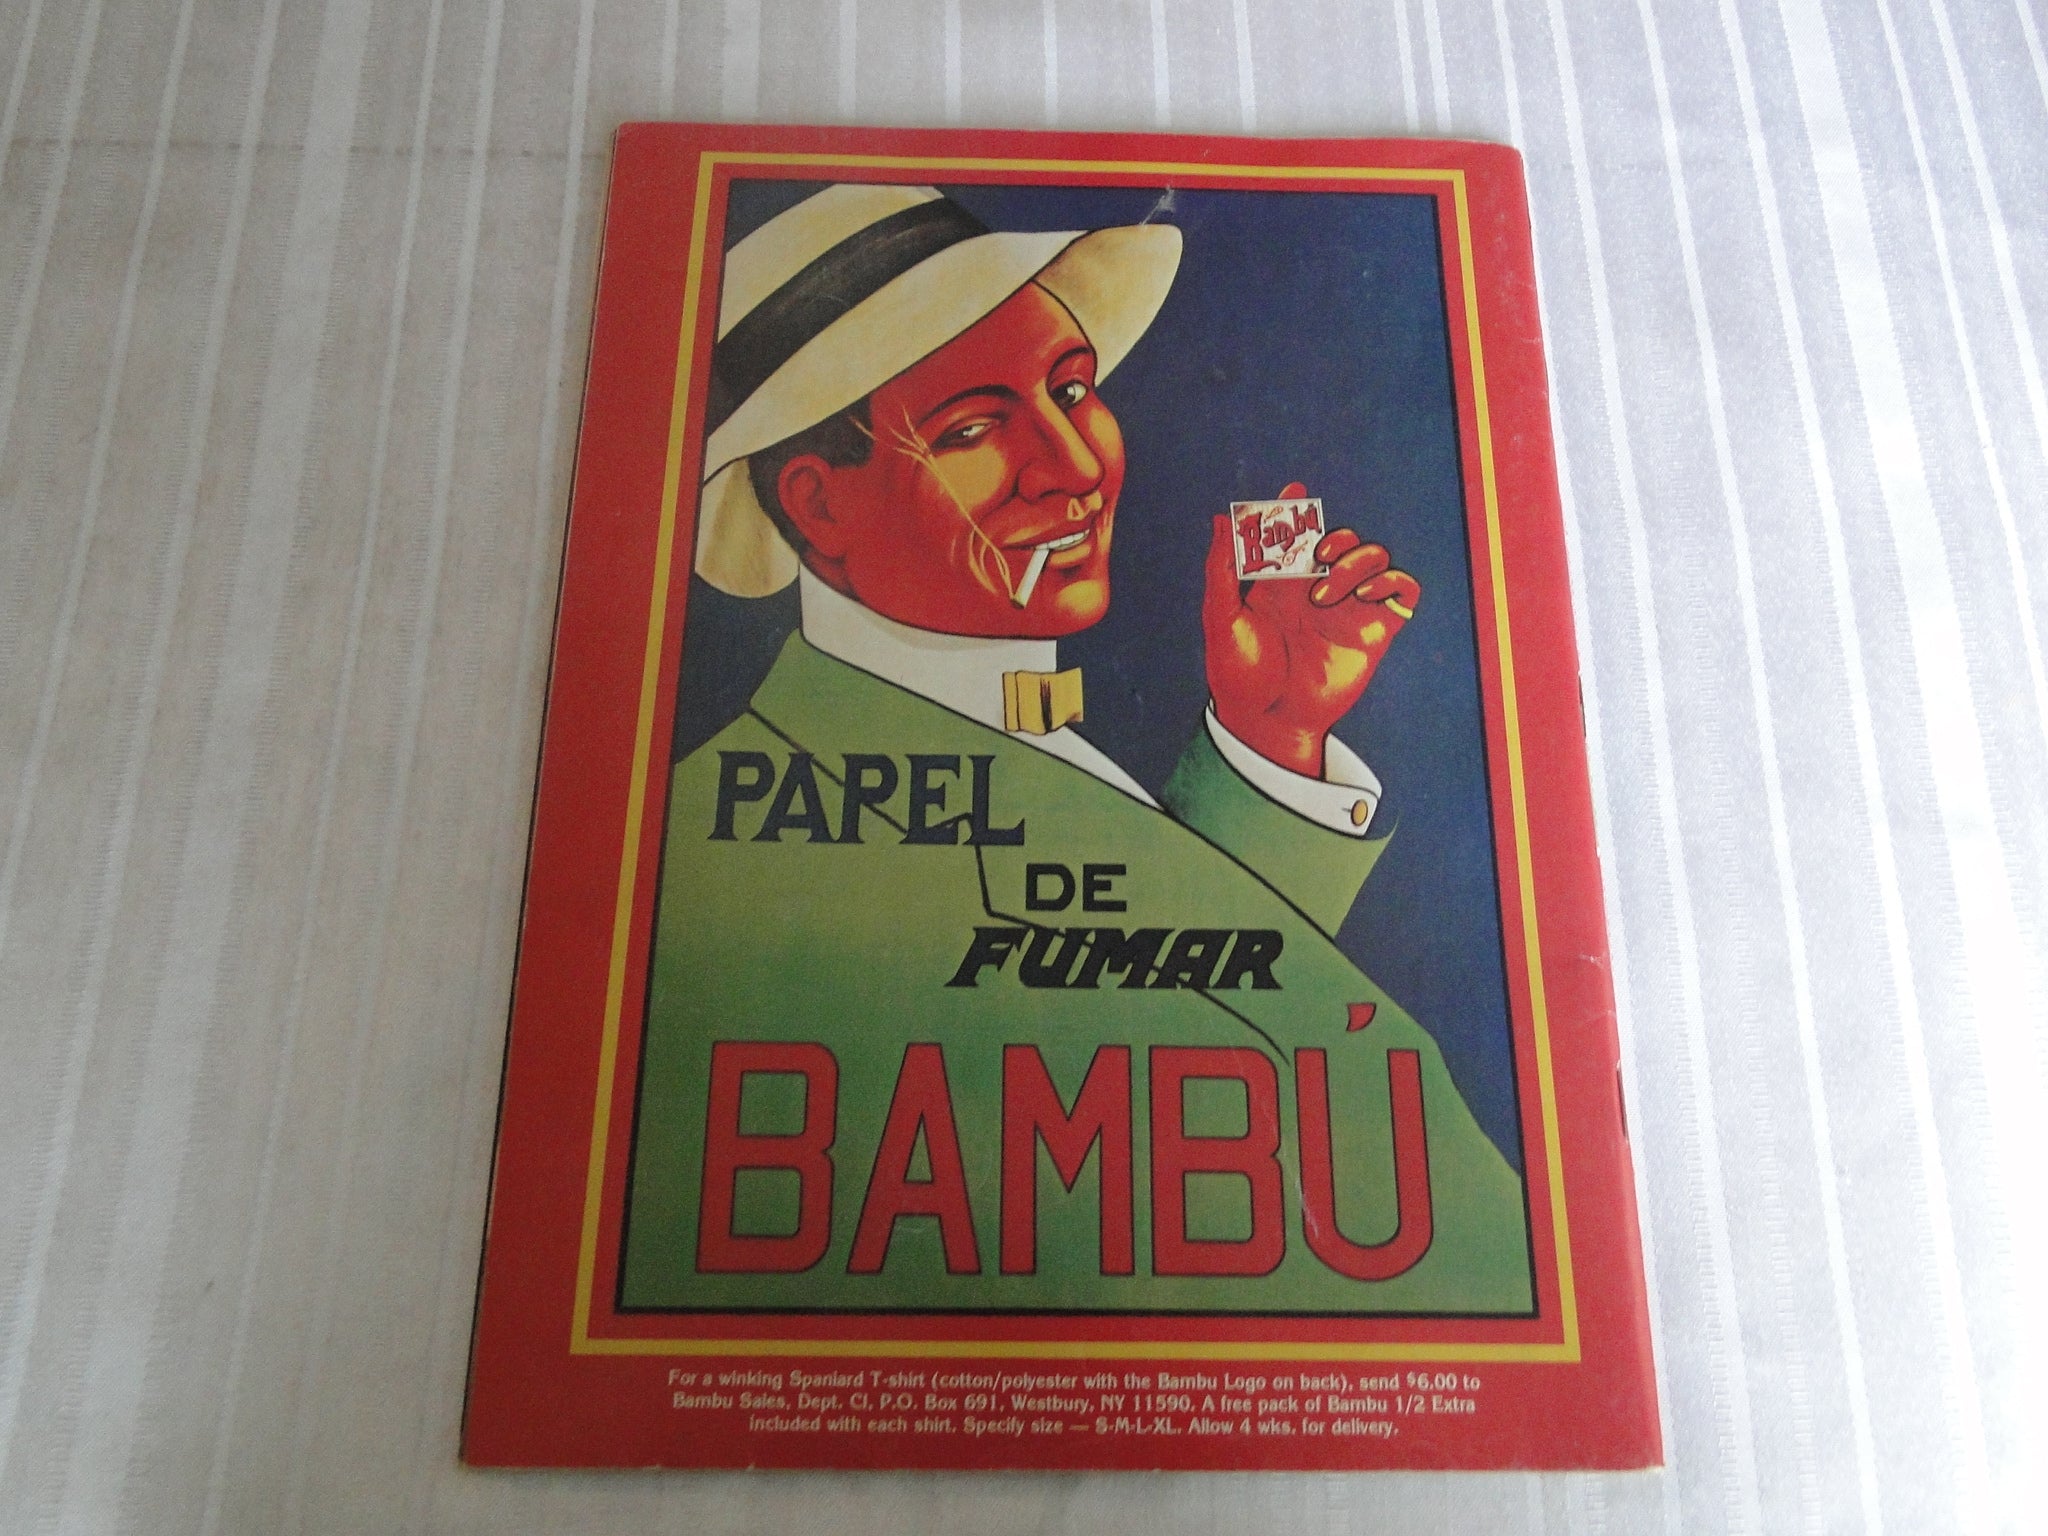 Bambú
PAPEL
DE
FUMAR
BAMBÚ
For a winking Spaniard T-shirt (cotton/polyester with the Bambu Logo on back), send $6.00 to
Bambu Sales, Dept. CI, P.O. Box 691, Westbury, NY 11590. A free pack of Bambu 1/2 Extra
included with each shirt. Specify size — S-M-L-XL. Allow 4 wks. for delivery.